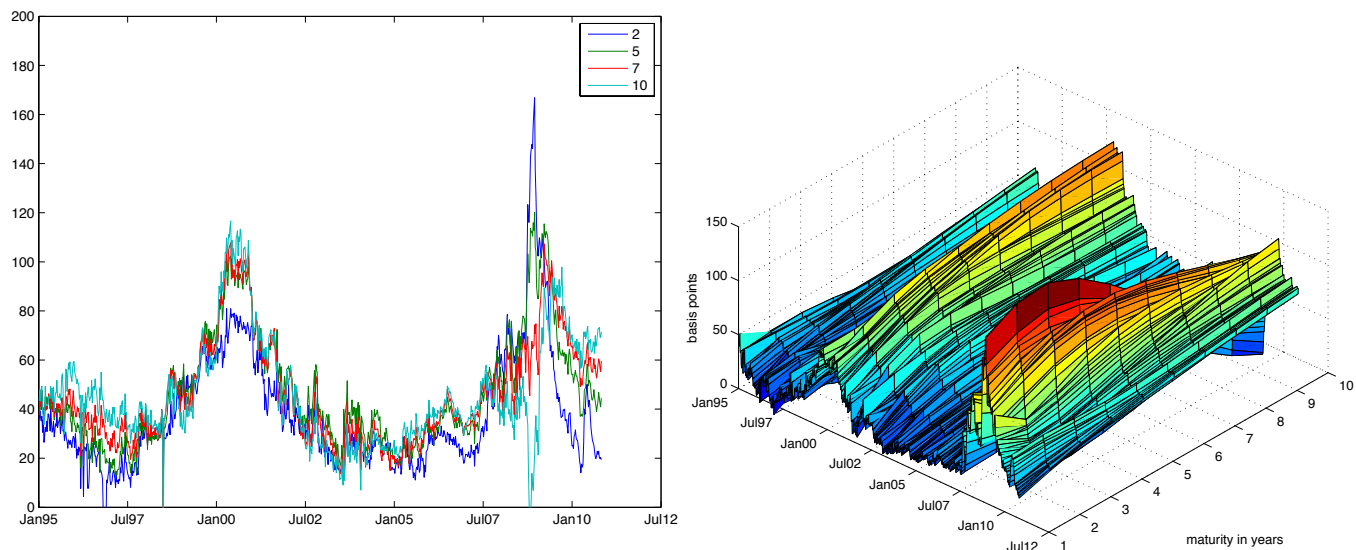 200
180
160
140
120
100
80
60
40
20
0
Jan95 Jul97 Jan00 Jul02 Jan05 Jul07 Jan10 Jul12
2
5
7
10
150
100
50
0
basis points
Jan95
Jul97
Jan00
Jul02
Jan05
Jul07
Jan10
Jul12
1
2
3
4
5
6
7
8
9
10
maturity in years